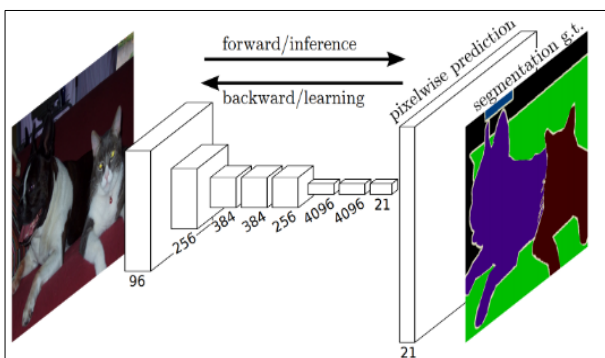 forward/inference
backward/learning
pixelwise prediction
segmentation g.t.
96
256
384
384
256
4096
4096
21
21